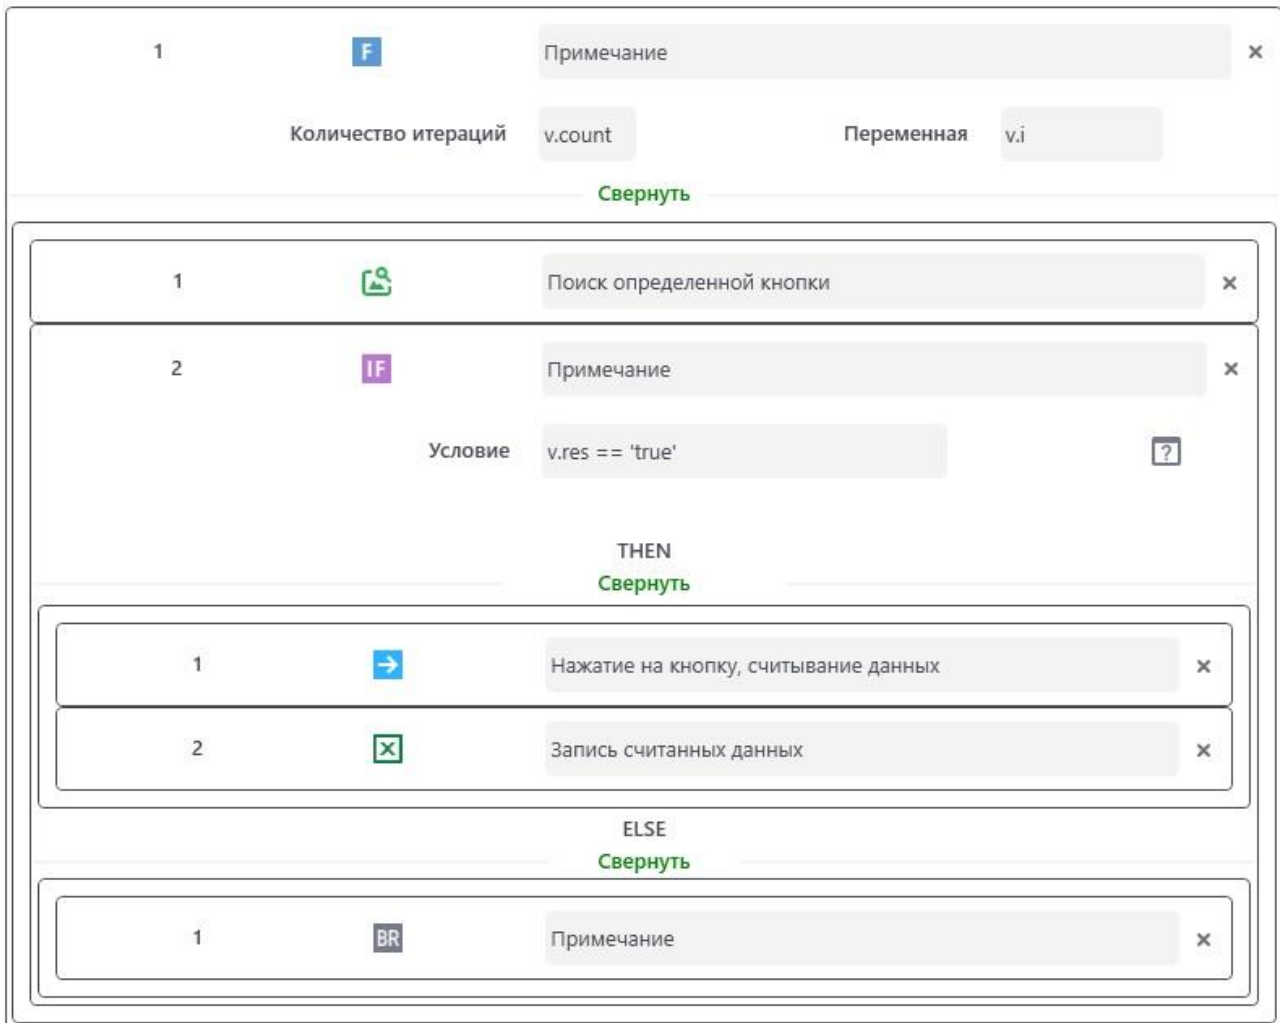 1 F Примечание ×
Количество итераций v.count Переменная v.i
Свернуть
1 Поиск определенной кнопки ×
2 IF Примечание ×
Условие v.res == 'true' ?
THEN
Свернуть
1 Нажатие на кнопку, считывание данных ×
2 Запись считанных данных ×
ELSE
Свернуть
1 BR Примечание ×